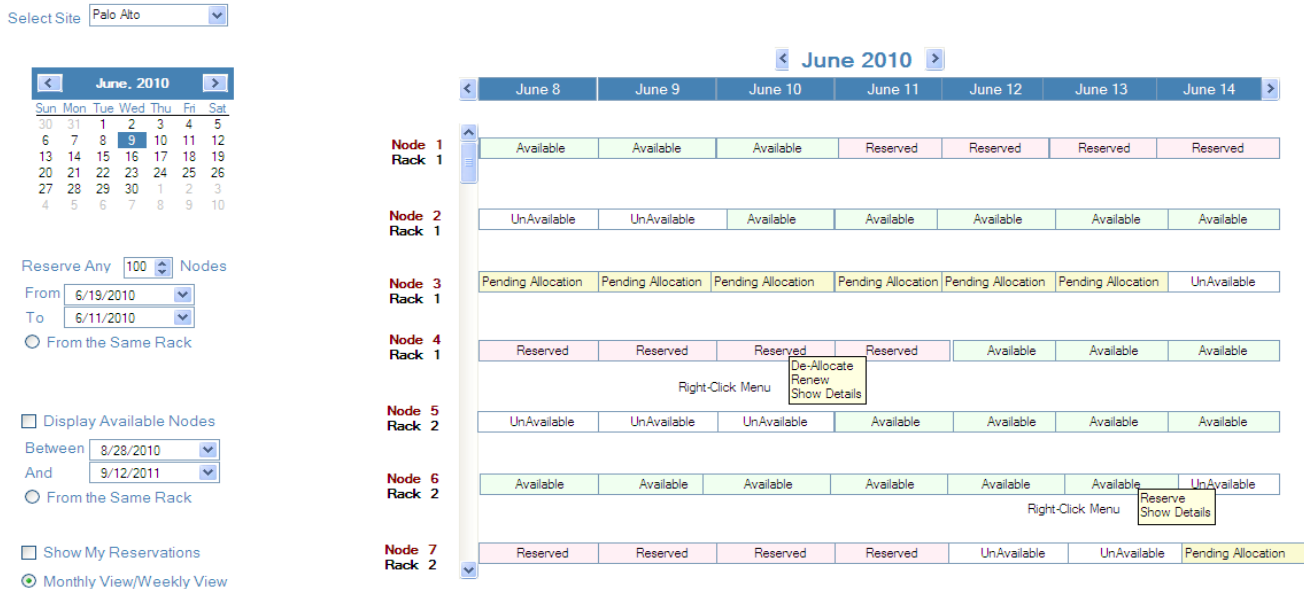 Select Site Palo Alto
June, 2010
Sun Mon Tue Wed Thu Fri Sat
30 31 1 2 3 4 5
6 7 8 9 10 11 12
13 14 15 16 17 18 19
20 21 22 23 24 25 26
27 28 29 30 1 2 3
4 5 6 7 8 9 10
Reserve Any 100 Nodes
From 6/19/2010
To 6/11/2010
From the Same Rack
Display Available Nodes
Between 8/28/2010
And 9/12/2011
From the Same Rack
Show My Reservations
Monthly View/Weekly View
June 2010
June 8 June 9 June 10 June 11 June 12 June 13 June 14
Node 1
Rack 1
Available Available Available Reserved Reserved Reserved Reserved
Node 2
Rack 1
UnAvailable UnAvailable Available Available Available Available Available
Node 3
Rack 1
Pending Allocation Pending Allocation Pending Allocation Pending Allocation Pending Allocation Pending Allocation UnAvailable
Node 4
Rack 1
Reserved Reserved Reserved Reserved Available Available Available
Right-Click Menu
De-Allocate
Renew
Show Details
Node 5
Rack 2
UnAvailable UnAvailable UnAvailable Available Available Available Available
Node 6
Rack 2
Available Available Available Available Available Available UnAvailable
Right-Click Menu
Reserve
Show Details
Node 7
Rack 2
Reserved Reserved Reserved Reserved UnAvailable UnAvailable Pending Allocation